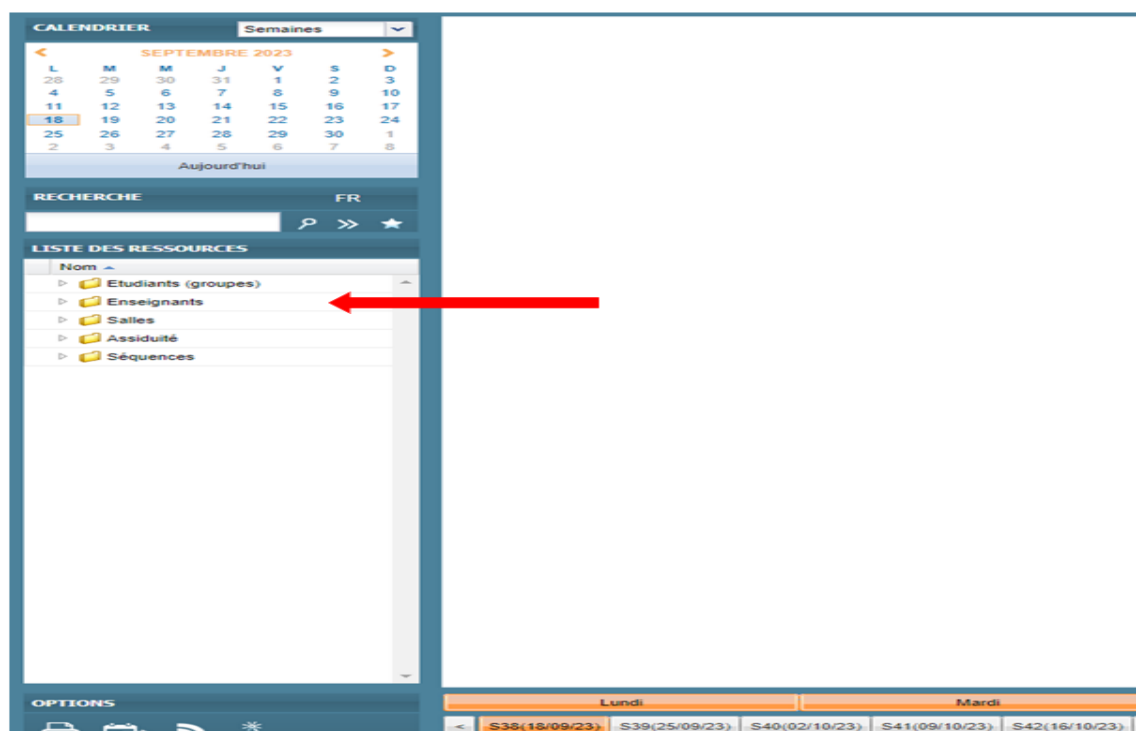 CALENDRIER Semaines
SEPTEMBRE 2023
L M M J V S D
28 29 30 31 1 2 3
4 5 6 7 8 9 10
11 12 13 14 15 16 17
18 19 20 21 22 23 24
25 26 27 28 29 30 1
2 3 4 5 6 7 8
Aujourd'hui
RECHERCHE FR
LISTE DES RESSOURCES
Nom
Etudiants (groupes)
Enseignants
Salles
Assiduité
Séquences
OPTIONS
Lundi Mardi
< S38(18/09/23) S39(25/09/23) S40(02/10/23) S41(09/10/23) S42(16/10/23)